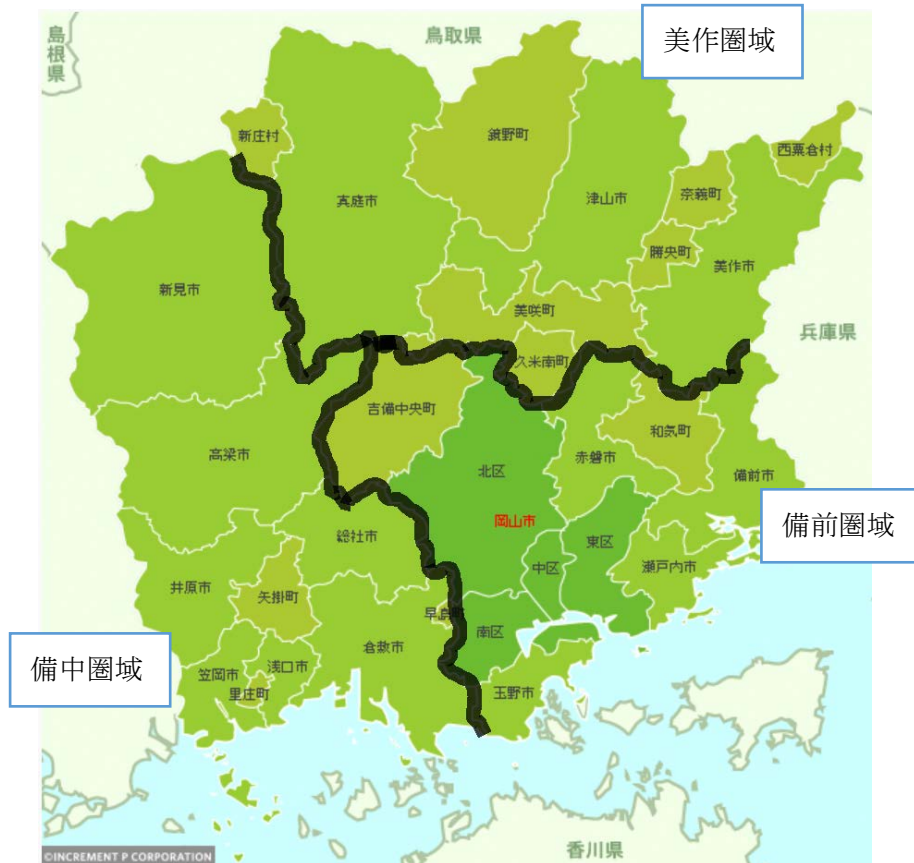 島根県
鳥取県
美作圏域
新庄村
鏡野町
西粟倉村
真庭市
津山市
奈義町
勝央町
美作市
新見市
美咲町
兵庫県
久米南町
吉備中央町
和気町
高梁市
北区
赤磐市
備前市
岡山市
備前圏域
総社市
東区
中区
瀬戸内市
井原市
矢掛町
早島町
南区
倉敷市
備中圏域
笠岡市
浅口市
里庄町
玉野市
香川県
©INCREMENT P CORPORATION